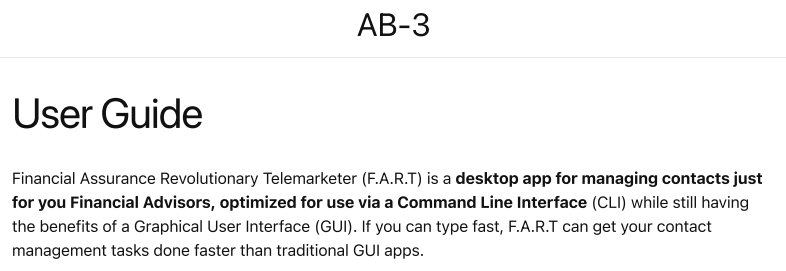 AB-3
User Guide
Financial Assurance Revolutionary Telemarketer (F.A.R.T) is a desktop app for managing contacts just
for you Financial Advisors, optimized for use via a Command Line Interface (CLI) while still having
the benefits of a Graphical User Interface (GUI). If you can type fast, F.A.R.T can get your contact
management tasks done faster than traditional GUI apps.